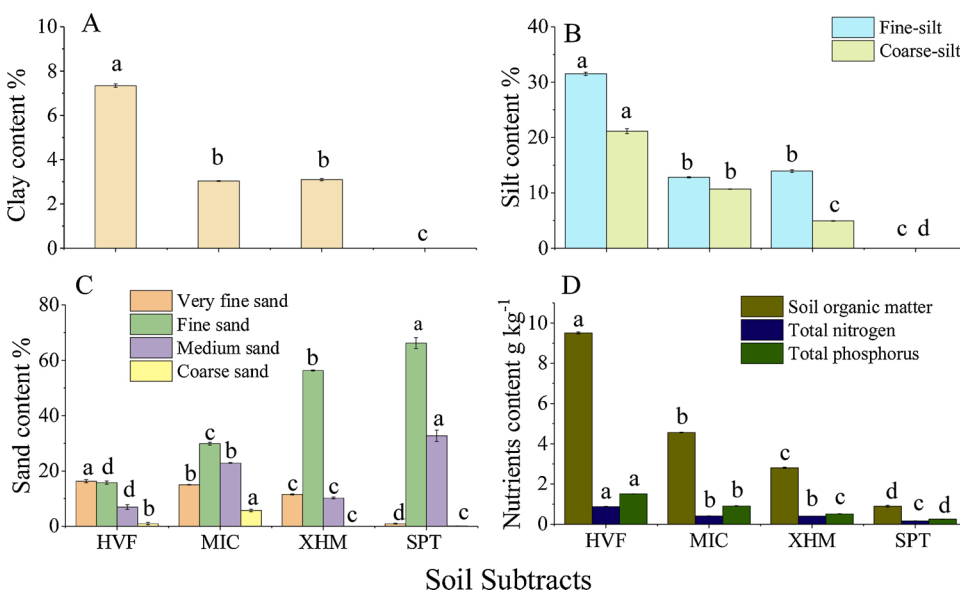 A
Clay content %
10
8
6
4
2
0
a
b
b
c
B
Fine-silt
Coarse-silt
Silt content %
40
30
20
10
0
a
a
b
b
b
c
c d
C
Very fine sand
Fine sand
Medium sand
Coarse sand
Sand content %
80
60
40
20
0
a d d b
b c b a
c b c c
d a a c
HVF MIC XHM SPT
D
Soil organic matter
Total nitrogen
Total phosphorus
Nutrients content g kg-1
10
8
6
4
2
0
a a a
b b b
c b c
d c d
HVF MIC XHM SPT
Soil Subtracts